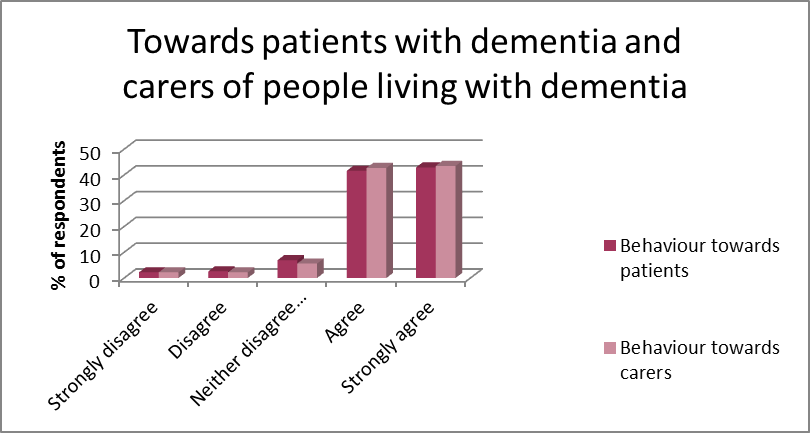 Towards patients with dementia and
carers of people living with dementia
% of respondents
50
40
30
20
10
0
Strongly disagree
Disagree
Neither disagree...
Agree
Strongly agree
Behaviour towards
patients
Behaviour towards
carers